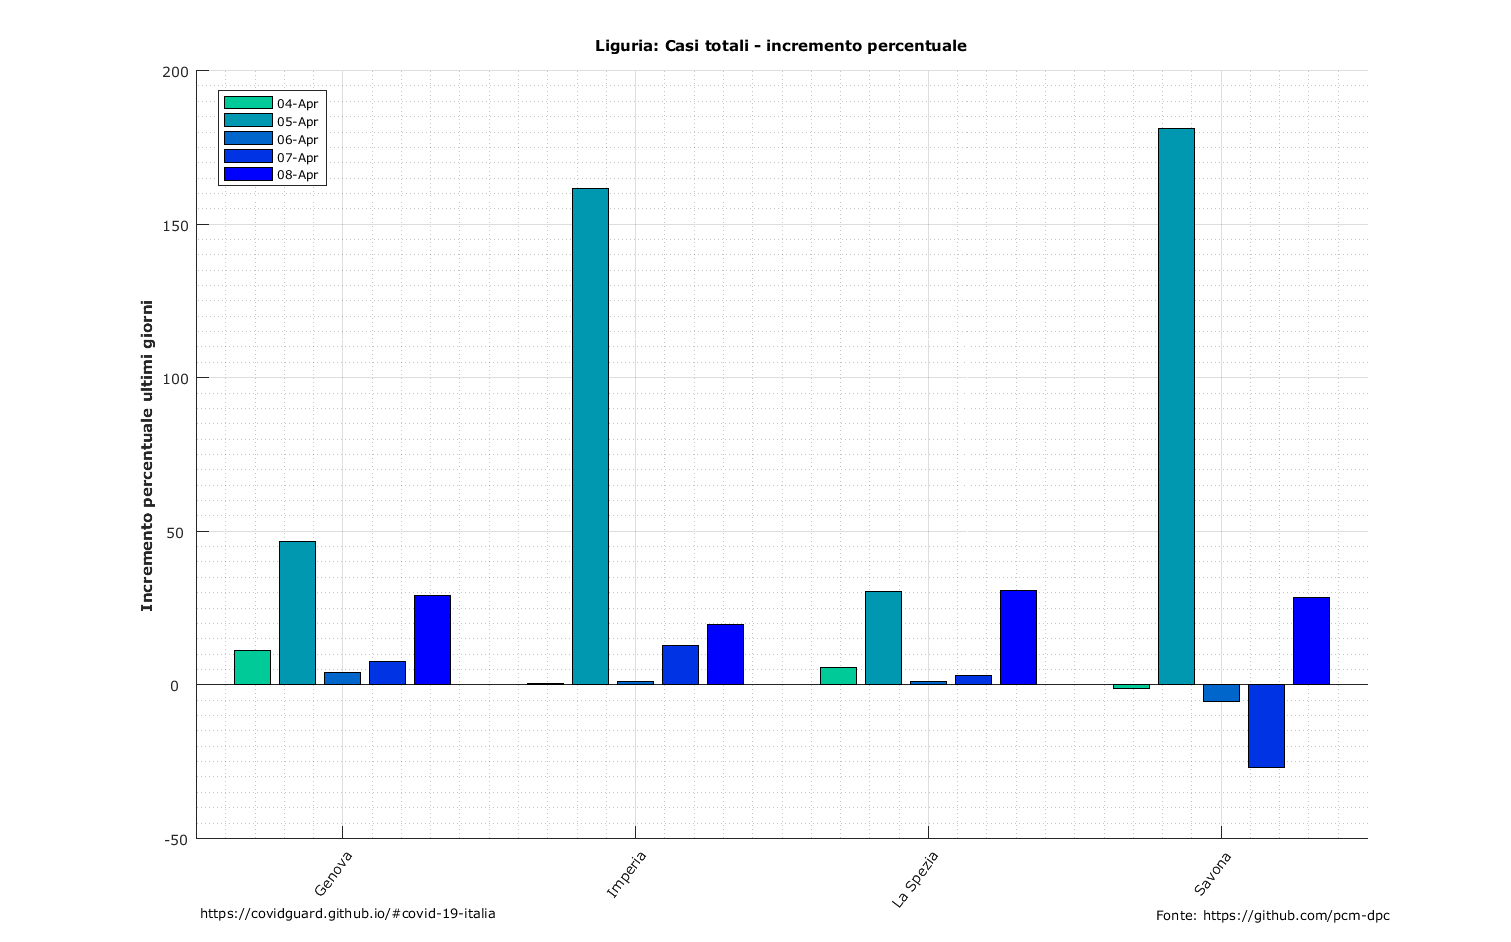 Liguria: Casi totali - incremento percentuale
200
150
100
50
0
-50
04-Apr
05-Apr
06-Apr
07-Apr
08-Apr
Incremento percentuale ultimi giorni
Genova
Imperia
La Spezia
Savona
https://covidguard.github.io/#covid-19-italia
Fonte: https://github.com/pcm-dpc